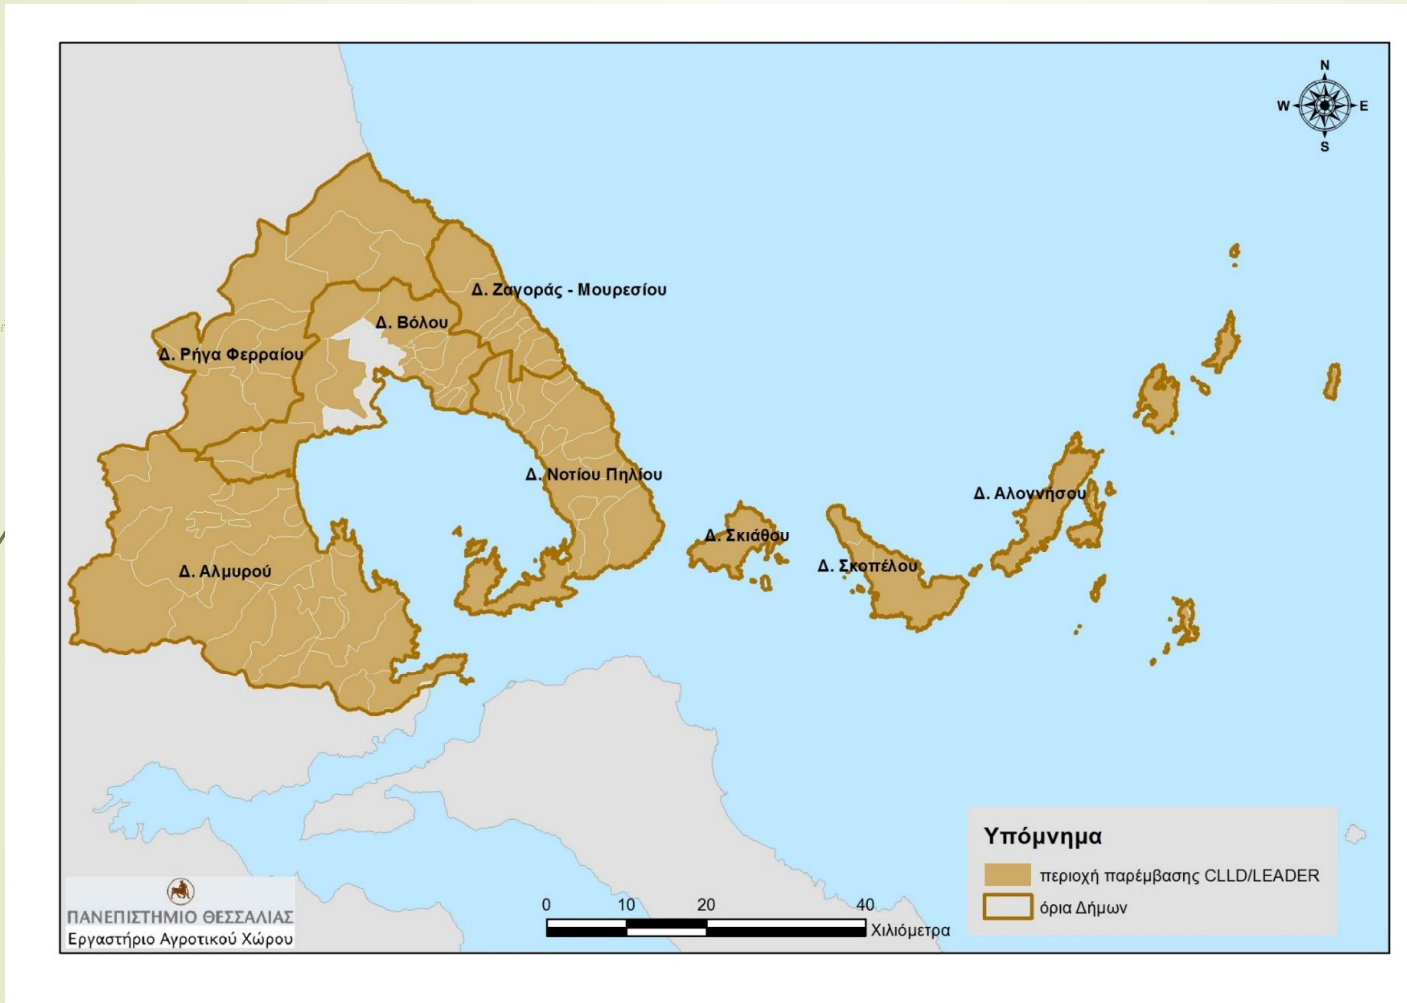 N
W E
S
Δ. Ζαγοράς - Μουρεσίου
Δ. Βόλου
Δ. Ρήγα Φερραίου
Δ. Νοτίου Πηλίου
Δ. Αλοννήσου
Δ. Σκιάθου
Δ. Σκοπέλου
Δ. Αλμυρού
Υπόμνημα
περιοχή παρέμβασης CLLD/LEADER
όρια Δήμων
ΠΑΝΕΠΙΣΤΗΜΙΟ ΘΕΣΣΑΛΙΑΣ
Εργαστήριο Αγροτικού Χώρου
0 10 20 40
Χιλιόμετρα